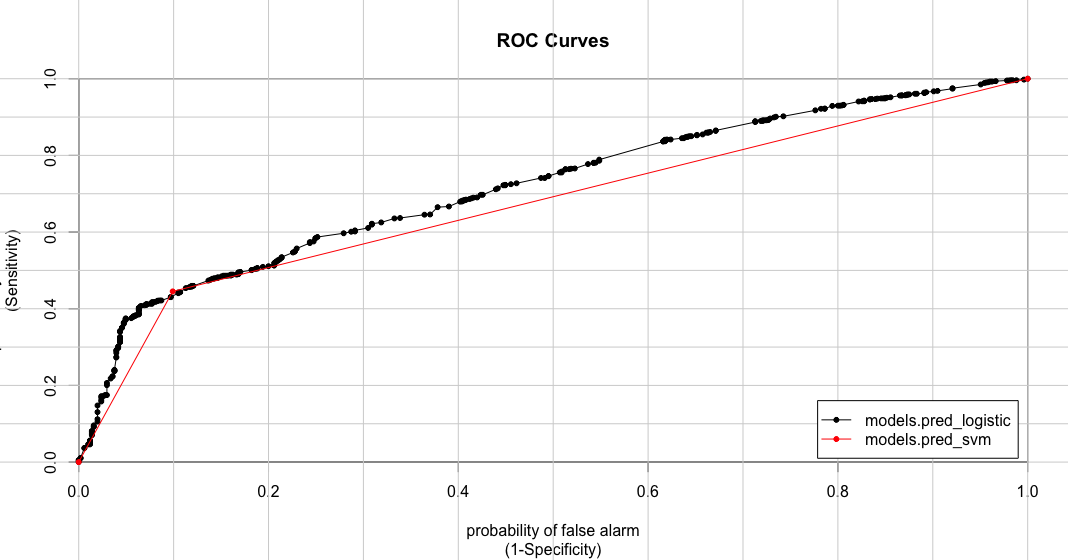 ROC Curves
1.0
0.8
0.6
0.4
0.2
0.0
(Sensitivity)
0.0 0.2 0.4 0.6 0.8 1.0
probability of false alarm
(1-Specificity)
models.pred_logistic
models.pred_svm